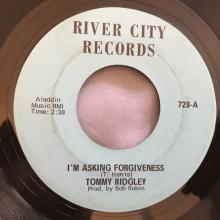 RIVER CITY
RECORDS
Aladdin
Music BMI
Time: 2:38
728-A
I'M ASKING FORGIVENESS
(T. Harris)
TOMMY RIDGLEY
Prod. by Bob Robin